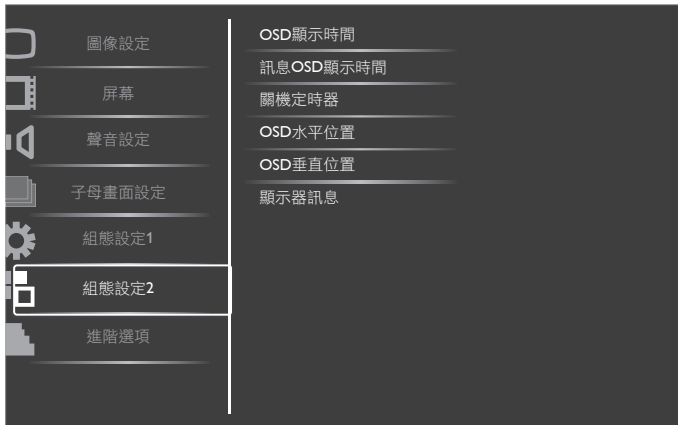 圖像設定
屏幕
聲音設定
子母畫面設定
組態設定1
組態設定2
進階選項
OSD顯示時間
訊息OSD顯示時間
關機定時器
OSD水平位置
OSD垂直位置
顯示器訊息